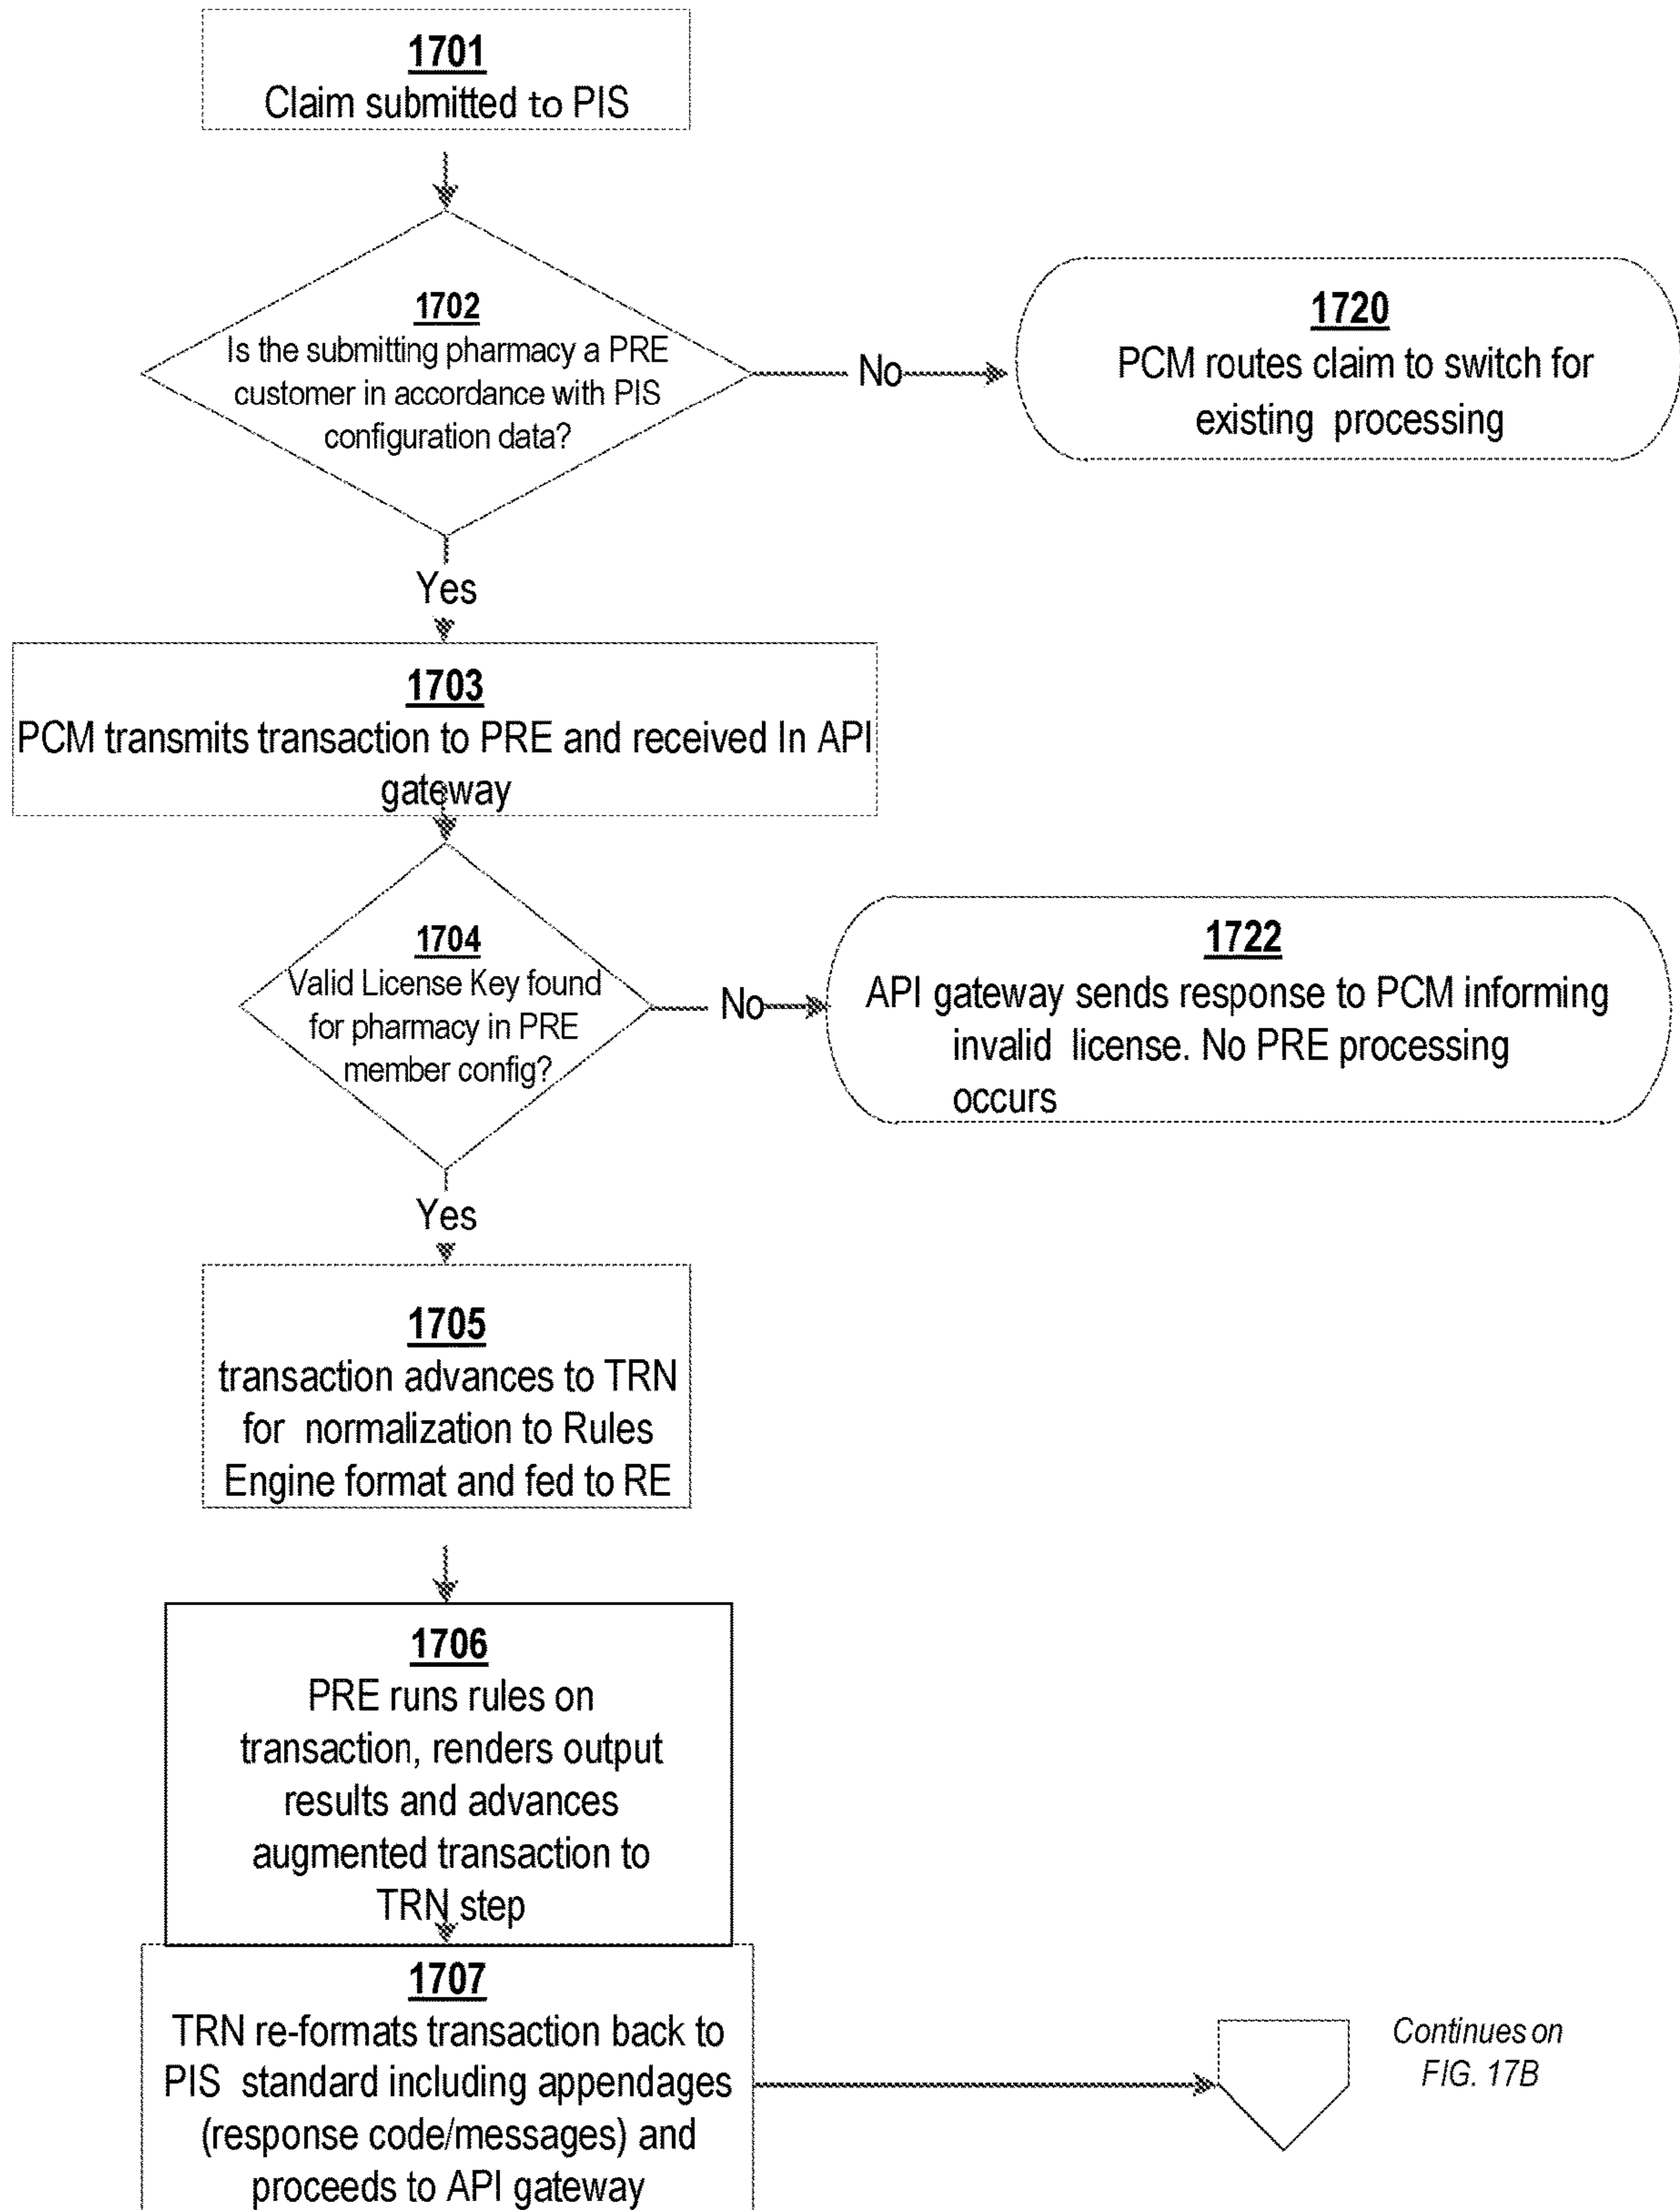 1701
Claim submitted to PIS
1702
Is the submitting pharmacy a PRE
customer in accordance with PIS
configuration data?
No
1720
PCM routes claim to switch for
existing processing
Yes
1703
PCM transmits transaction to PRE and received In API
gateway
1704
Valid License Key found
for pharmacy in PRE
member config?
No
1722
API gateway sends response to PCM informing
invalid license. No PRE processing
occurs
Yes
1705
transaction advances to TRN
for normalization to Rules
Engine format and fed to RE
1706
PRE runs rules on
transaction, renders output
results and advances
augmented transaction to
TRN step
1707
TRN re-formats transaction back to
PIS standard including appendages
(response code/messages) and
proceeds to API gateway
Continues on
FIG. 17B